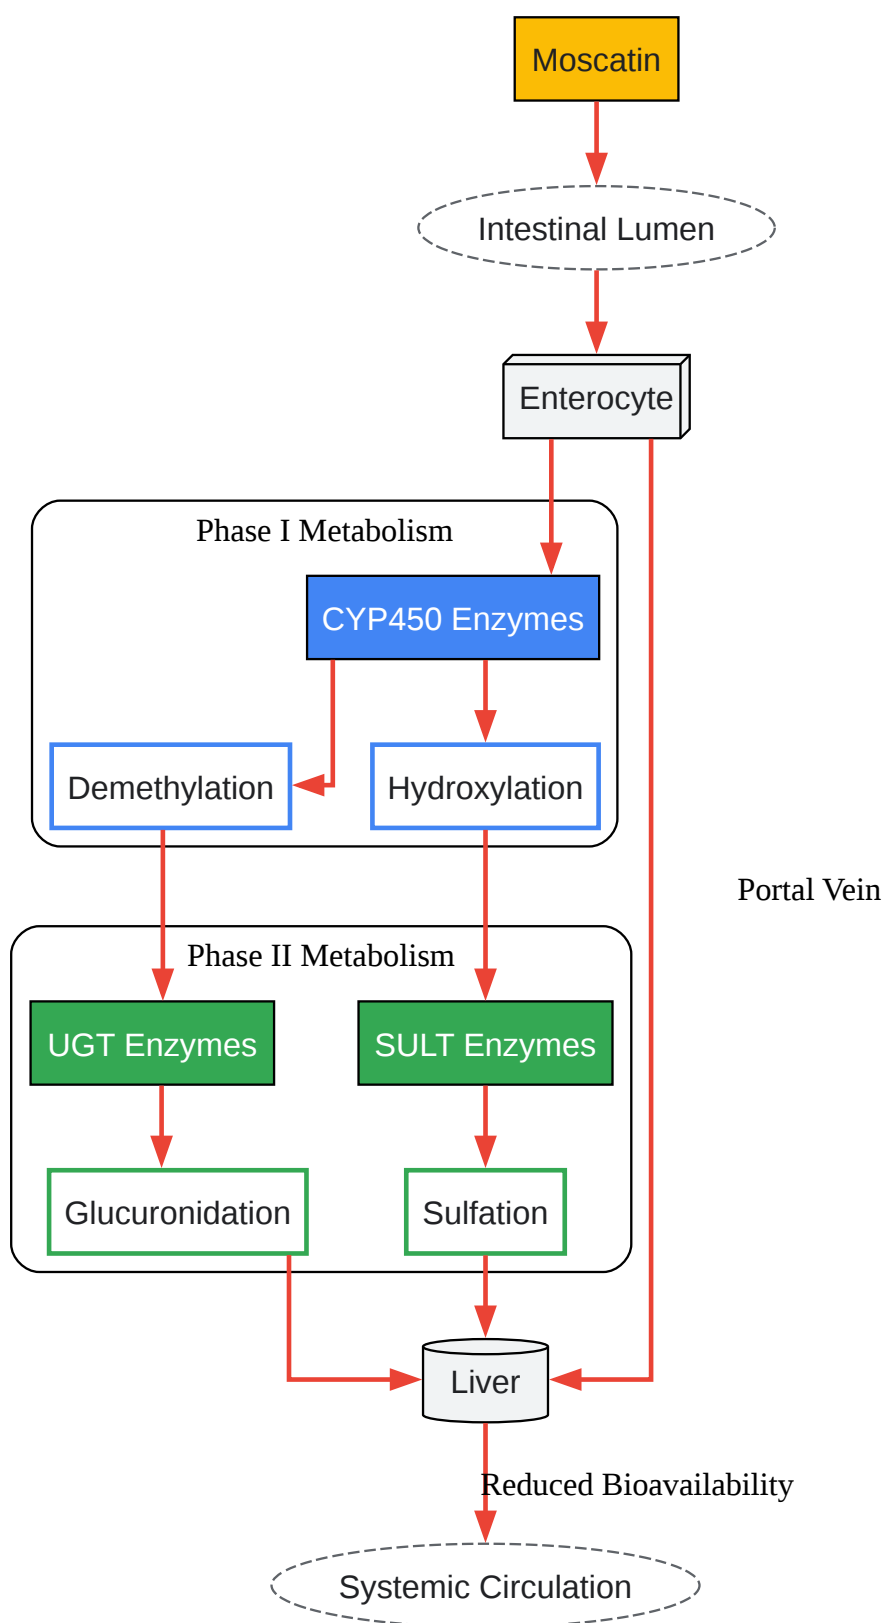 Moscatin
Intestinal Lumen
Enterocyte
Phase I Metabolism
CYP450 Enzymes
Demethylation
Hydroxylation
Portal Vein
Phase II Metabolism
UGT Enzymes
SULT Enzymes
Glucuronidation
Sulfation
Liver
Reduced Bioavailability
Systemic Circulation